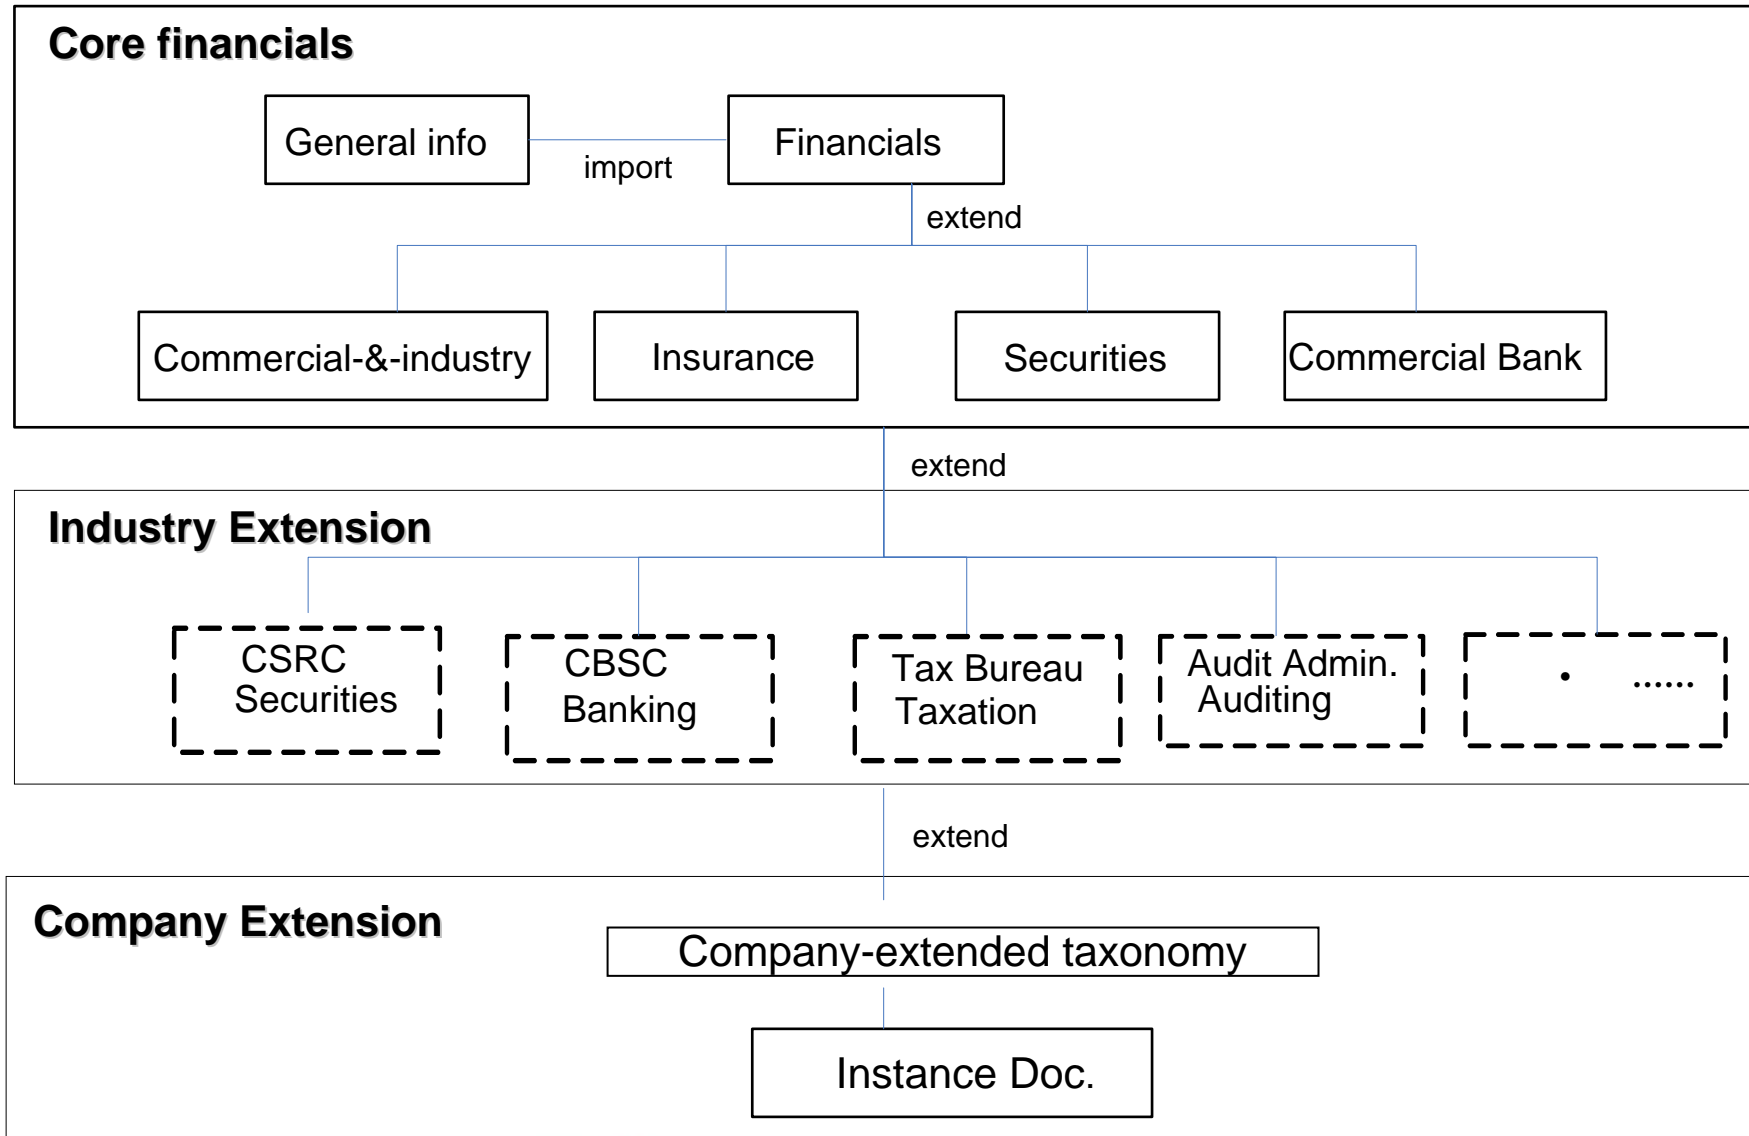 Core financials
General info
import
Financials
extend
Commercial-&-industry
Insurance
Securities
Commercial Bank
extend
Industry Extension
CSRC
Securities
CBSC
Banking
Tax Bureau
Taxation
Audit Admin.
Auditing
• ......
extend
Company Extension
Company-extended taxonomy
Instance Doc.